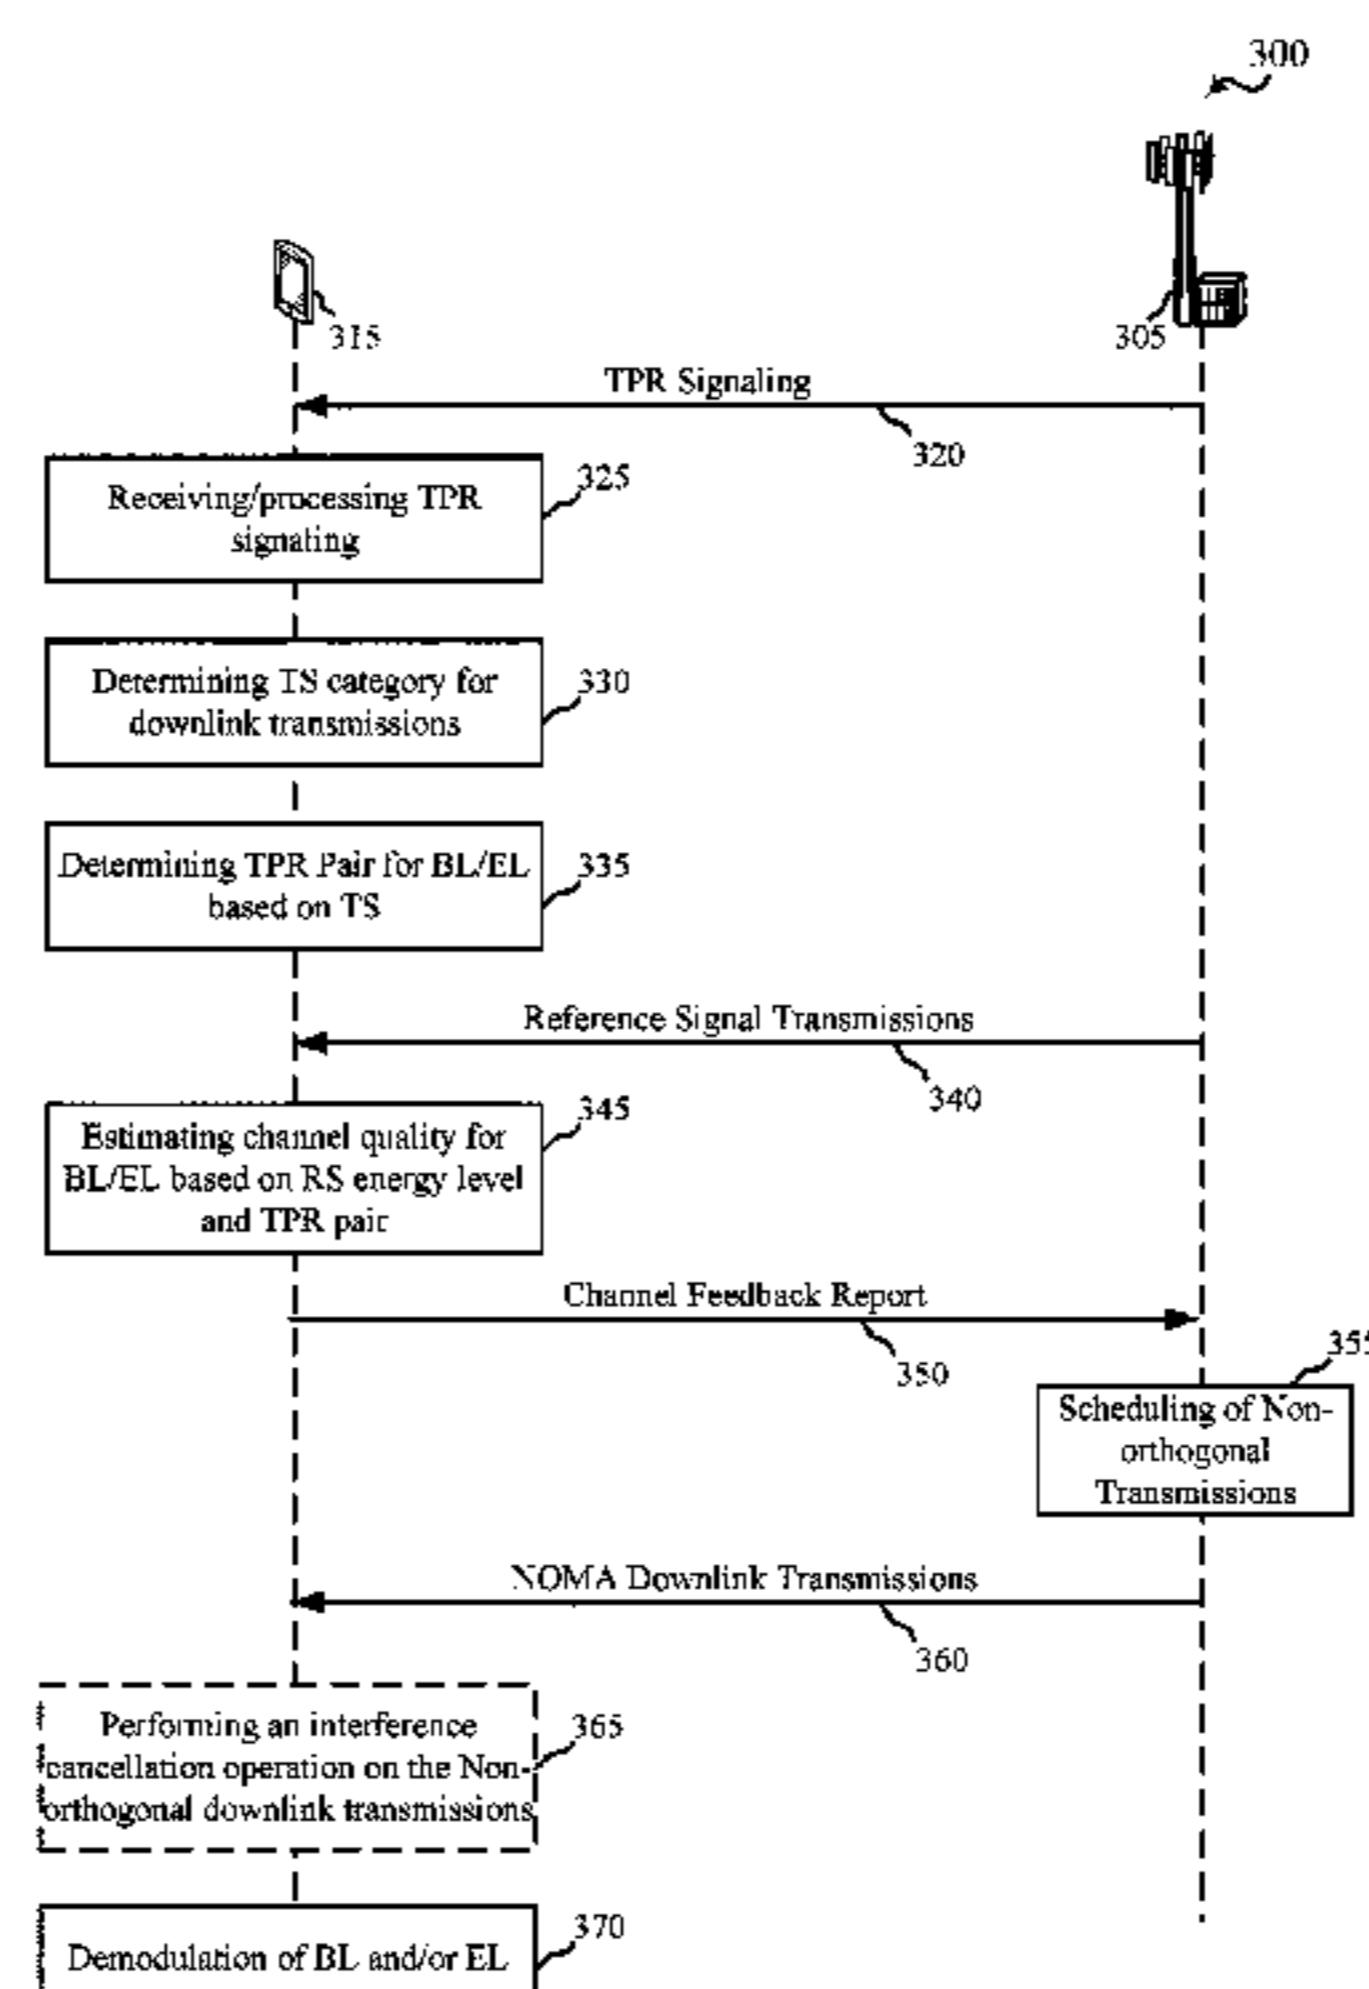 300
315
305
TPR Signaling
320
325
Receiving/processing TPR
signating
330
Determining TS category for
downlink transmissions
335
Determining TPR Pair for BL/EL
based on TS
Reference Signal Transmissions
340
345
Estimating channel quality for
BL/EL based on RS energy level
and TPR pair
Channel Feedback Report
350
355
Scheduling of Non-
orthogonal
Transmissions
NOMA Downlink Transmissions
360
365
Performing an interference
cancellation operation on the Non-
orthogonal downlink transmissions
370
Demodulation of BL and/or EL